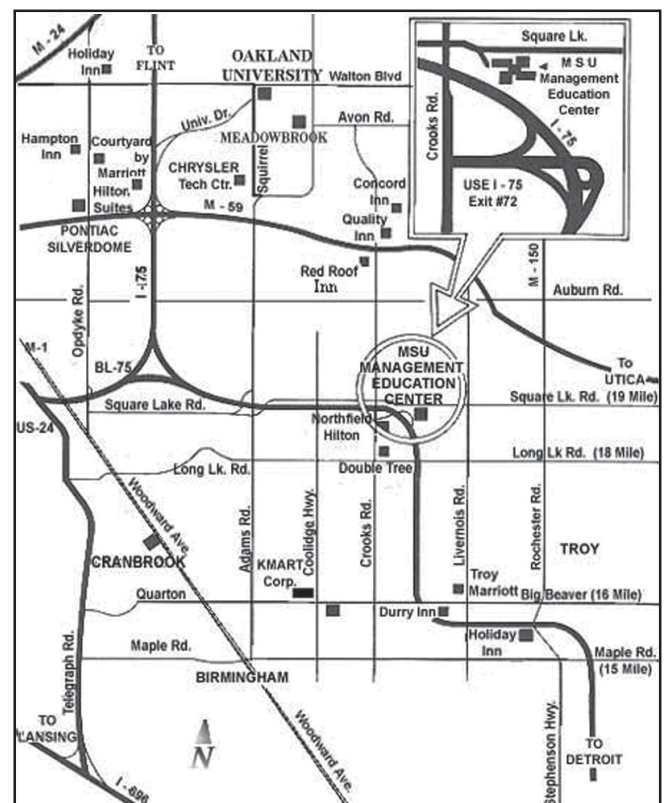 M - 24
Holiday
Inn
TO
FLINT
OAKLAND
UNIVERSITY
Walton Blvd
Square Lk.
M S U
Management
Education
Center
Crooks Rd.
I - 75
USE I - 75
Exit #72
Univ. Dr.
MEADOWBROOK
Avon Rd.
Hampton
Inn
Courtyard
by
Marriott
Hilton
Suites
CHRYSLER
Tech Ctr.
Squirrel
Concord
Inn
Quality
Inn
M - 59
PONTIAC
SILVERDOME
Red Roof
Inn
I - 75
M - 150
Opdyke Rd.
Auburn Rd.
M-1
BL-75
MSU
MANAGEMENT
EDUCATION
CENTER
To
UTICA
Square Lake Rd.
Square Lk. Rd. (19 Mile)
US-24
Northfield
Hilton
Double Tree
Long Lk. Rd.
Long Lk Rd. (18 Mile)
Woodward Ave.
Adams Rd.
Coolidge Hwy.
Crooks Rd.
Livernois Rd.
Rochester Rd.
CRANBROOK
TROY
KMART
Corp.
Troy
Marriott
Big Beaver (16 Mile)
Quarton
Durry Inn
Holiday
Inn
Maple Rd.
Maple Rd.
(15 Mile)
BIRMINGHAM
Telegraph Rd.
TO
LANSING
N
Woodward Ave.
Stephenson Hwy.
TO
DETROIT
I - 696